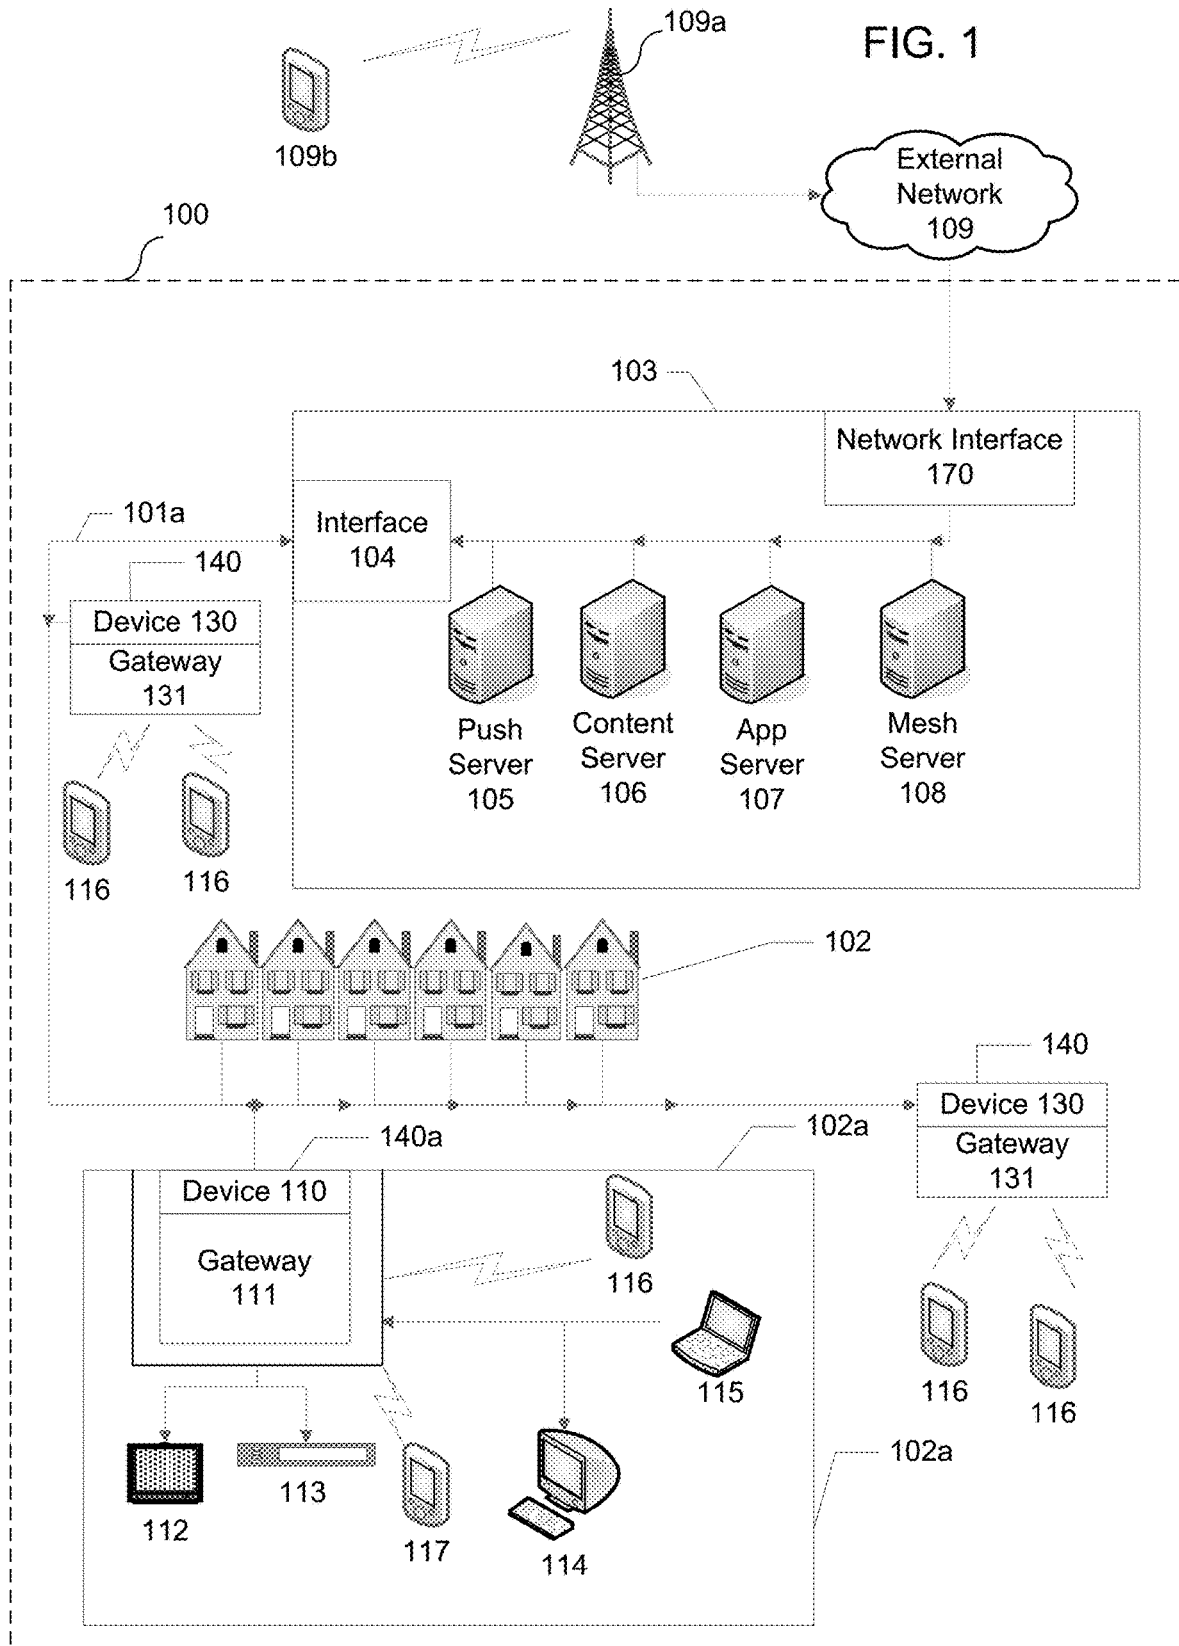 FIG. 1
109a
109b
External
Network
109
100
103
Network Interface
170
101a
Interface
104
140
Device 130
Gateway
131
Push
Server
105
Content
Server
106
App
Server
107
Mesh
Server
108
116
116
102
140
Device 130
Gateway
131
140a
102a
Device 110
Gateway
111
116
115
116
116
112
113
117
114
102a